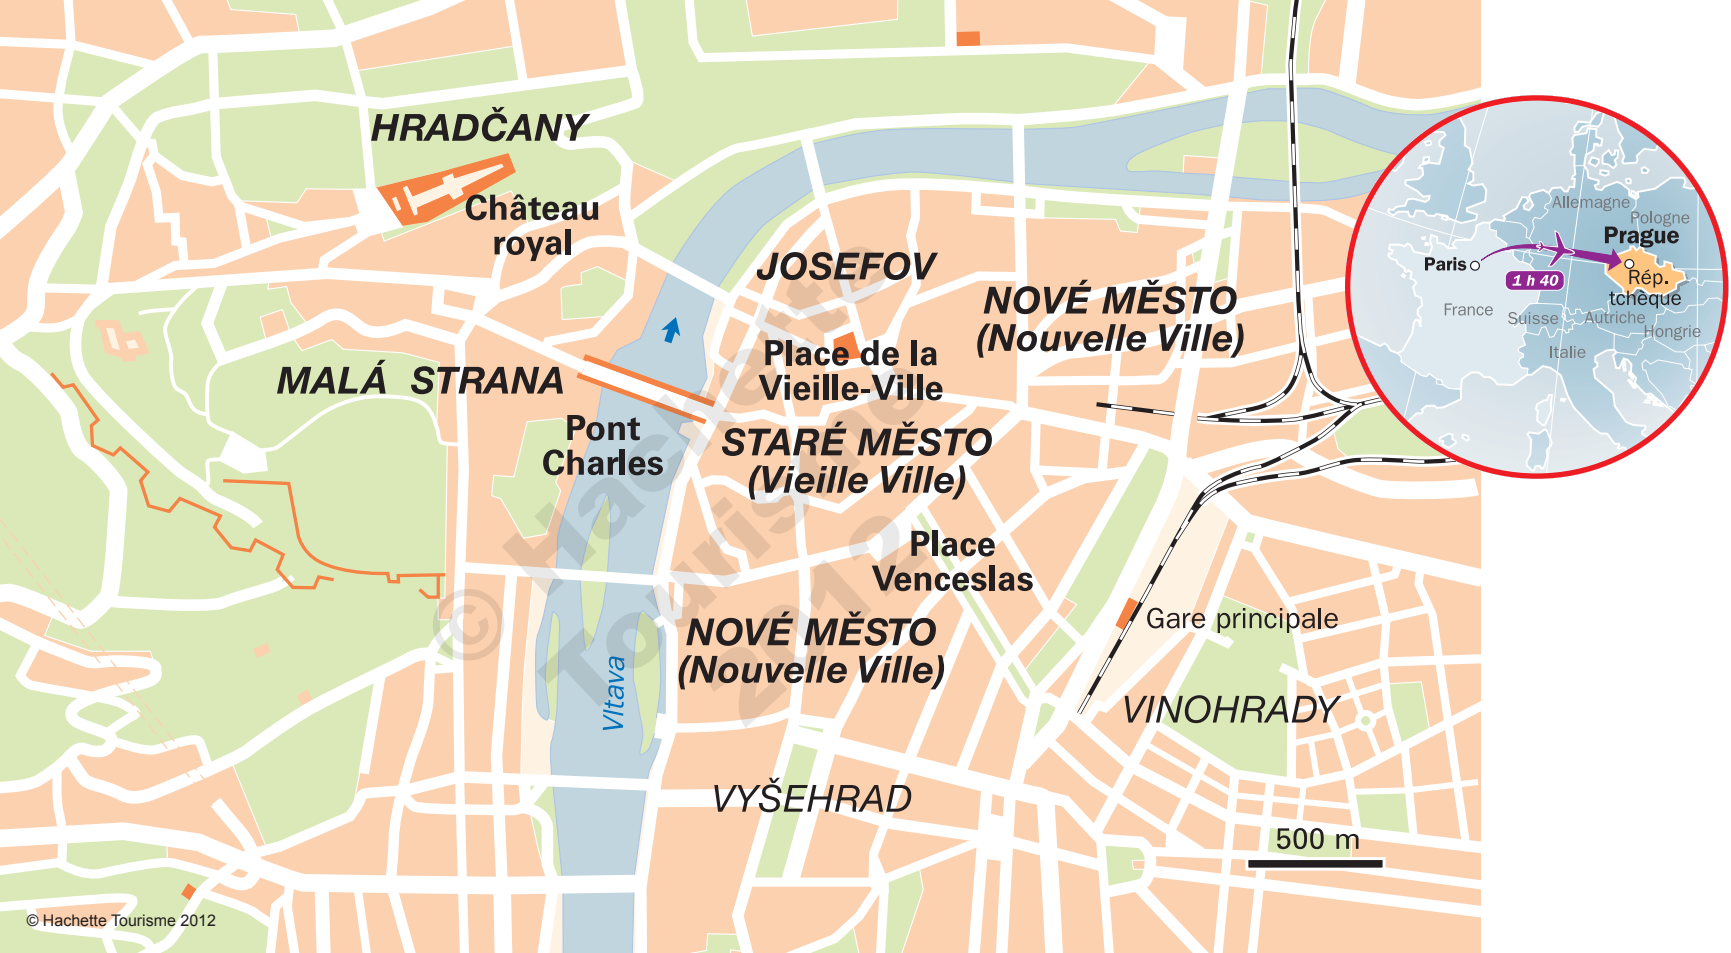 HRADČANY
Château
royal
JOSEFOV
NOVÉ MĚSTO
(Nouvelle Ville)
Place de la
Vieille-Ville
MALÁ STRANA
Pont
Charles
STARÉ MĚSTO
(Vieille Ville)
Place
Venceslas
NOVÉ MĚSTO
(Nouvelle Ville)
Gare principale
Vltava
VINOHRADY
VYŠEHRAD
500 m
© Hachette Tourisme 2012
© Hachette
Tourisme
2012
Allemagne
Pologne
Prague
Paris
1 h 40
Rép.
tchèque
France
Suisse
Autriche
Hongrie
Italie